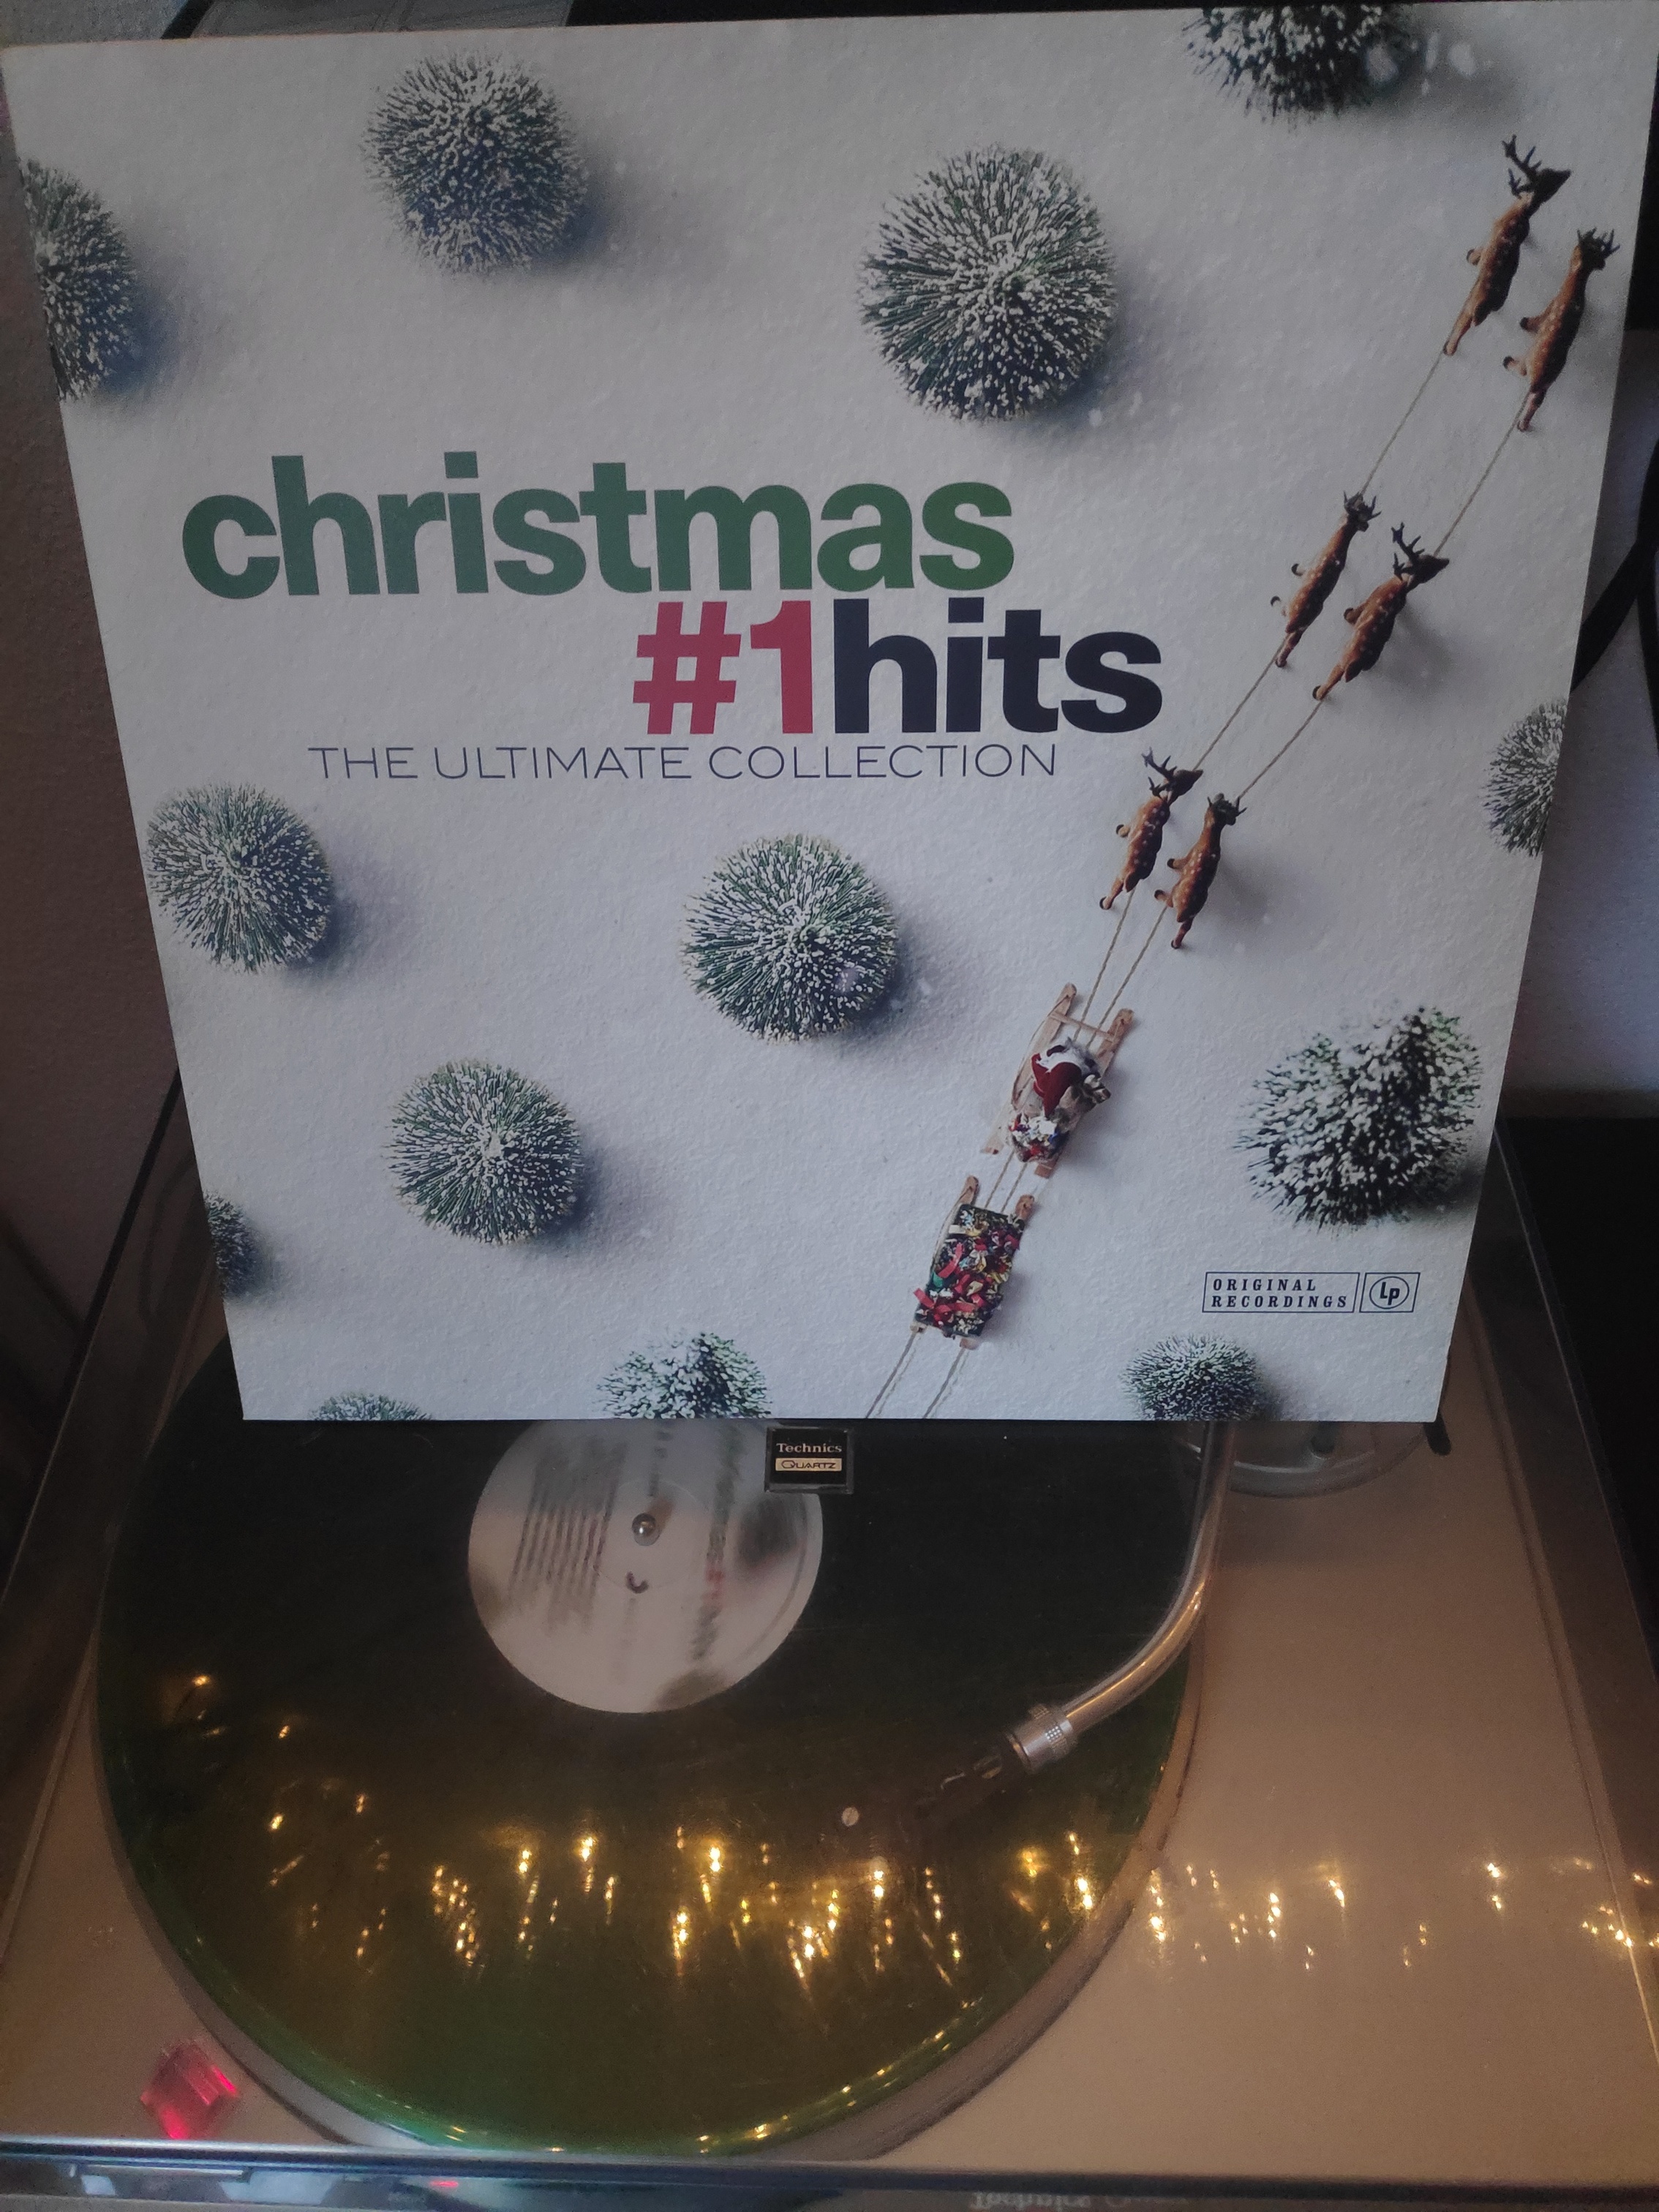 christmas
#1hits
THE ULTIMATE COLLECTION
ORIGINAL
RECORDINGS
Lp
Technics
QUARTZ